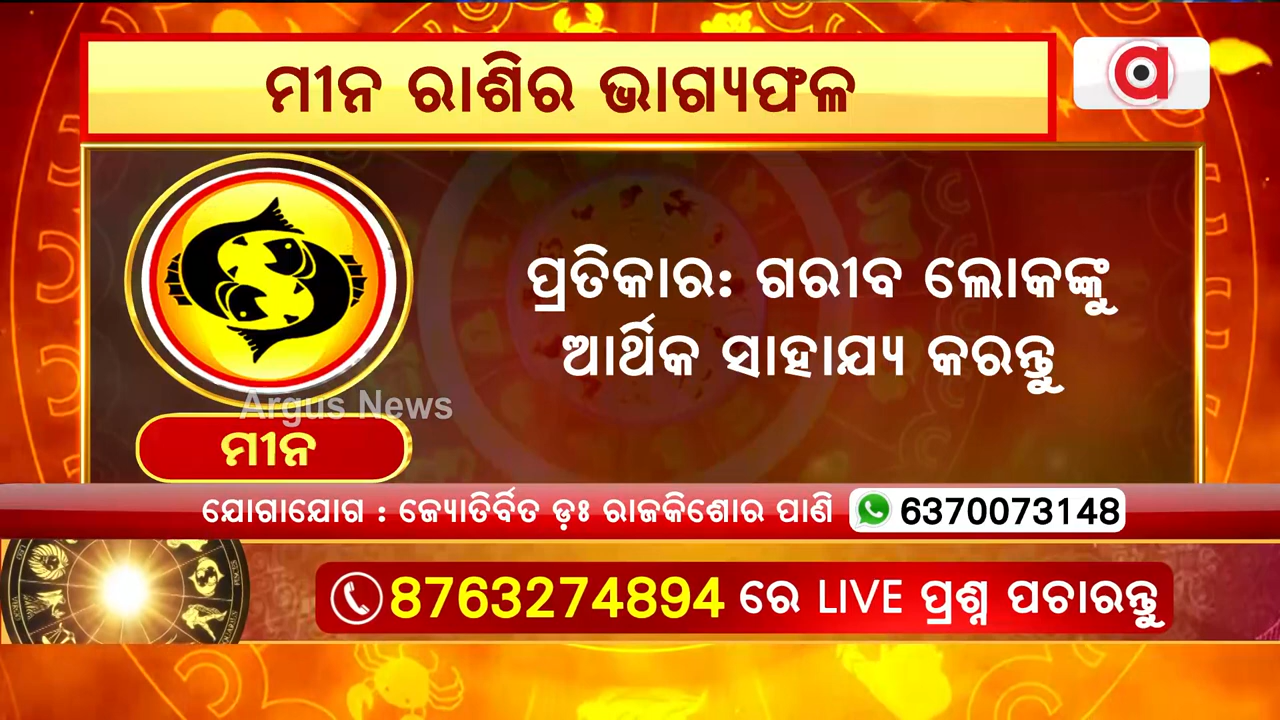 ମୀନ ରାଶିର ଭାଗ୍ୟଫଳ
ପ୍ରତିକାର: ଗରୀବ ଲୋକଙ୍କୁ
ଆର୍ଥିକ ସାହାଯ୍ୟ କରନ୍ତୁ
Argus News
ମୀନ
ଯୋଗାଯୋଗ : ଜ୍ୟୋତିର୍ବିତ ଡ଼ଃ ରାଜକିଶୋର ପାଣି 6370073148
8763274894 ରେ LIVE ପ୍ରଶ୍ନ ପଚାରନ୍ତୁ